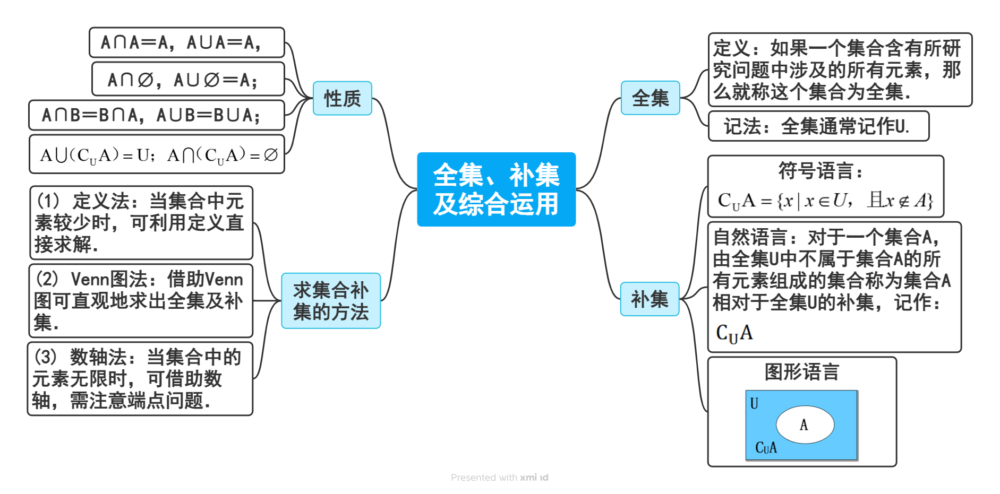 A∩A＝A，A∪A＝A，
A∩∅，A∪∅＝A；
A∩B＝B∩A，A∪B＝B∪A；
A∪(C_U A)＝U；A∩(C_U A)＝∅
性质
(1) 定义法：当集合中元
素较少时，可利用定义直
接求解．
(2) Venn图法：借助Venn
图可直观地求出全集及补
集．
(3) 数轴法：当集合中的
元素无限时，可借助数
轴，需注意端点问题．
求集合补
集的方法
全集、补集
及综合运用
全集
定义：如果一个集合含有所研
究问题中涉及的所有元素，那
么就称这个集合为全集．
记法：全集通常记作U.
补集
符号语言：
C_U A = {x | x∈U，且x∉A}
自然语言：对于一个集合A，
由全集U中不属于集合A的所
有元素组成的集合称为集合A
相对于全集U的补集，记作：
C_U A
图形语言
U
A
C_U A
Presented with xmind